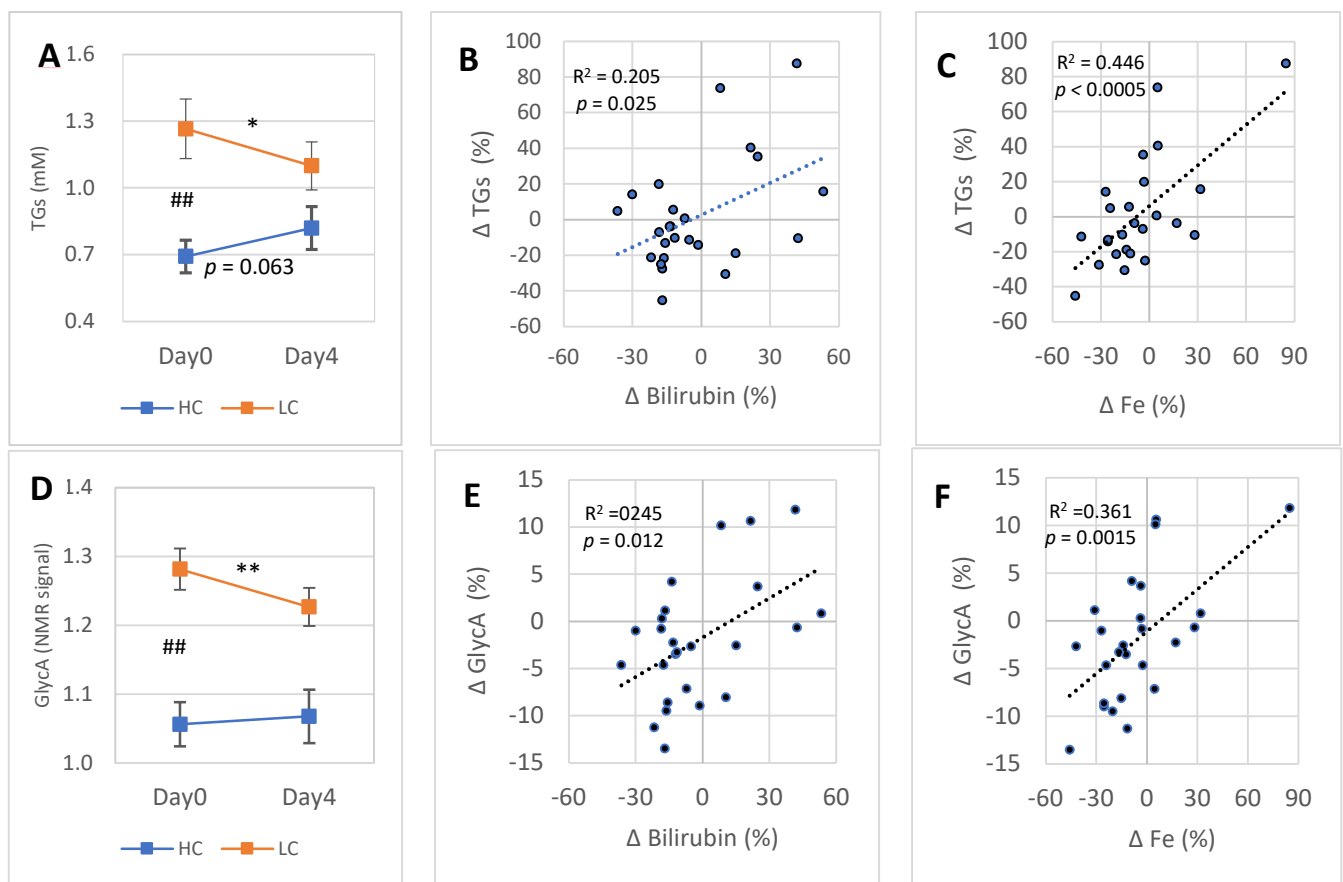 A
TGs (mM)
1.6
1.3
1.0
0.7
0.4
*
##
p = 0.063
Day0 Day4
HC LC
B
Δ TGs (%)
100
80
60
40
20
0
-20
-40
-60
R² = 0.205
p = 0.025
-60 -30 0 30 60
Δ Bilirubin (%)
C
Δ TGs (%)
100
80
60
40
20
0
-20
-40
-60
R² = 0.446
p < 0.0005
-60 -30 0 30 60 90
Δ Fe (%)
D
GlycA (NMR signal)
1.4
1.3
1.2
1.1
1.0
**
##
Day0 Day4
HC LC
E
Δ GlycA (%)
15
10
5
0
-5
-10
-15
R² =0245
p = 0.012
-60 -30 0 30 60
Δ Bilirubin (%)
F
Δ GlycA (%)
15
10
5
0
-5
-10
-15
R² =0.361
p = 0.0015
-60 -30 0 30 60 90
Δ Fe (%)